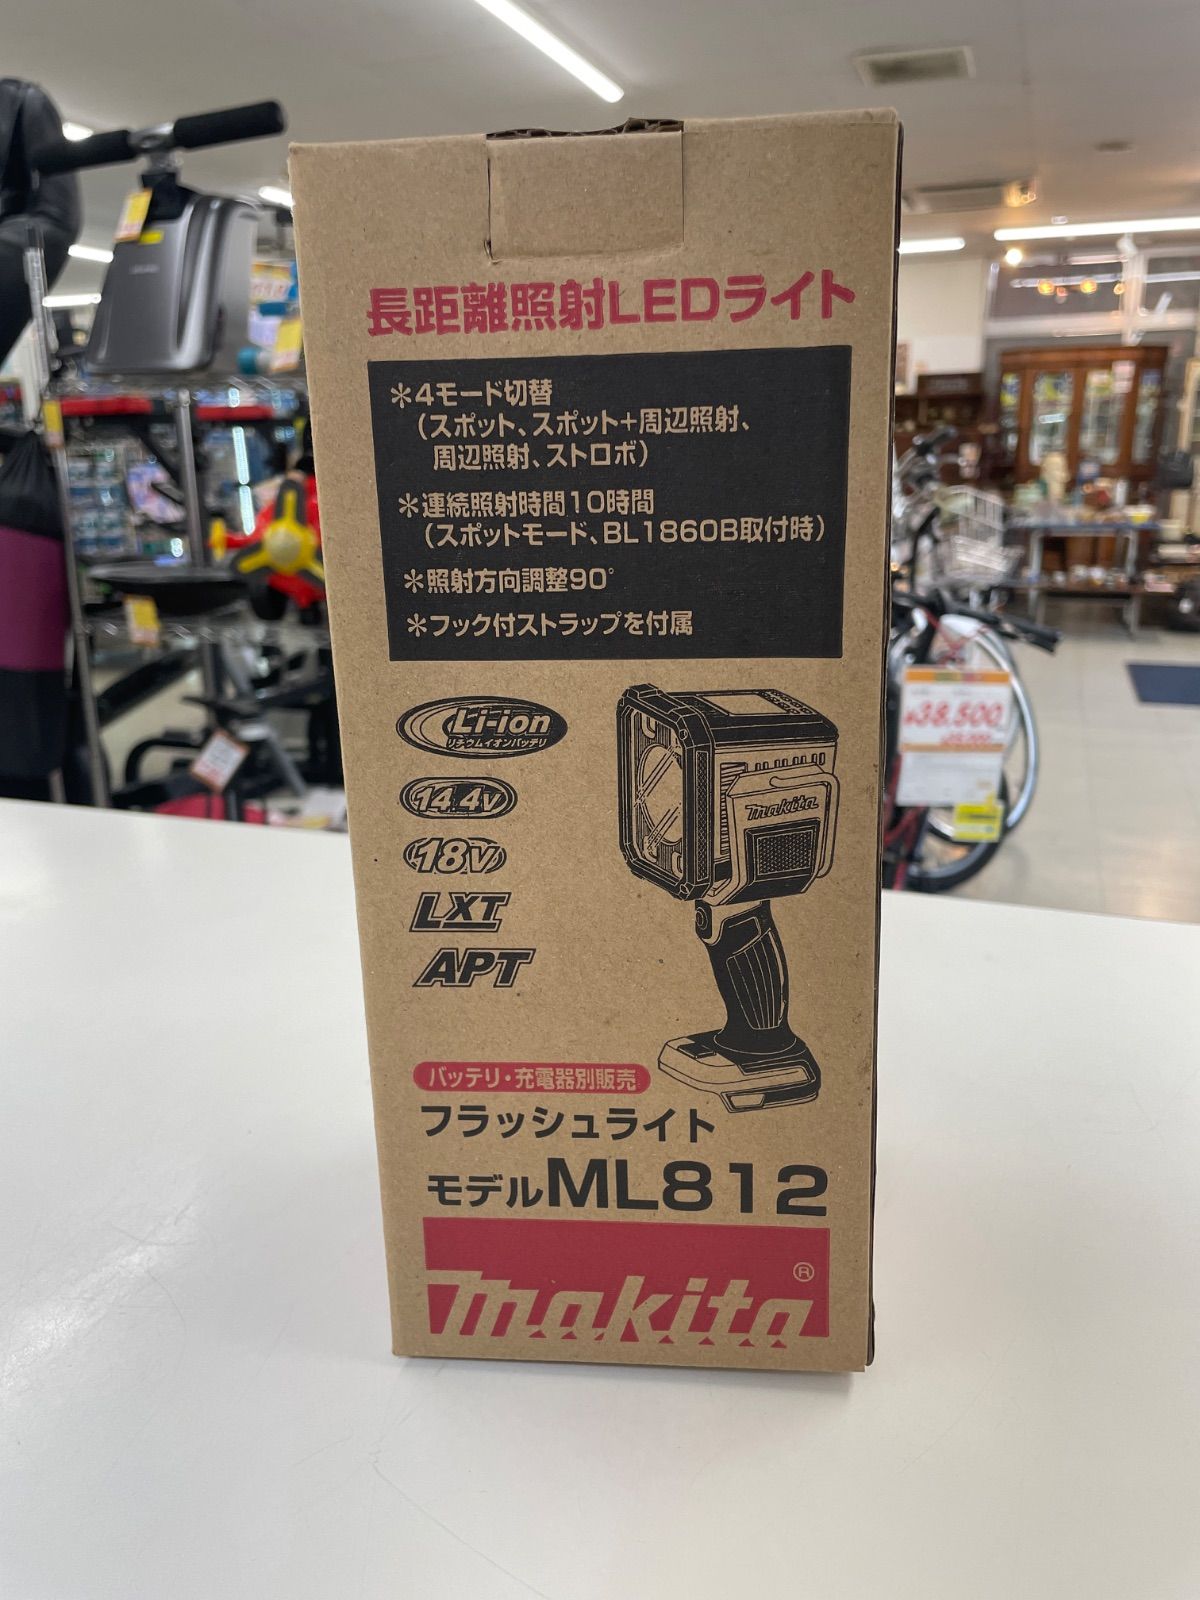 長距離照射LEDライト
＊4モード切替
（スポット、スポット＋周辺照射、
周辺照射、ストロボ）
＊連続照射時間10時間
（スポットモード、BL1860B取付時）
＊照射方向調整90°
＊フック付ストラップを付属
Li-ion
リチウムイオンバッテリ
14.4V
18V
LXT
APT
makita
バッテリ・充電器別販売
フラッシュライト
モデルML812
makita®
¥38,500